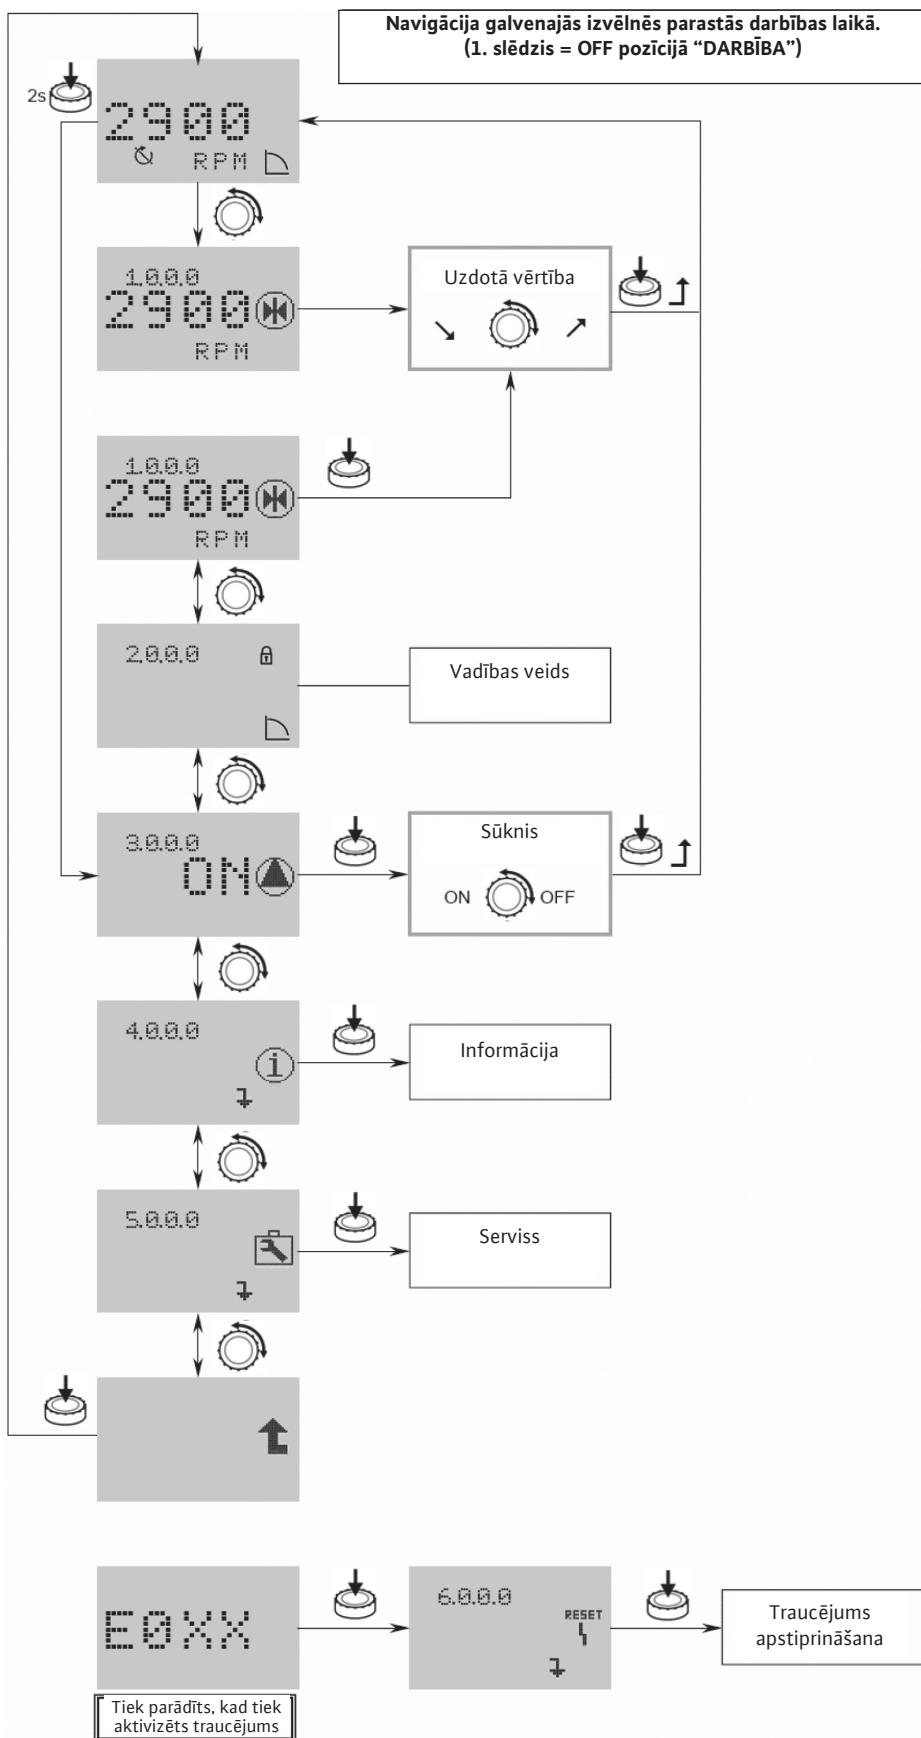 Navigācija galvenajās izvēlnēs parastās darbības laikā.
(1. slēdzis = OFF pozīcijā “DARBĪBA”)
2s
2900
RPM
1.0.0.0
2900
RPM
Uzdotā vērtība
1.0.0.0
2900
RPM
2.0.0.0
Vadības veids
3.0.0.0
ON
Sūknis
ON OFF
4.0.0.0
i
Informācija
5.0.0.0
Serviss
E0XX
6.0.0.0
RESET
Traucējums
apstiprināšana
Tiek parādīts, kad tiek
aktivizēts traucējums